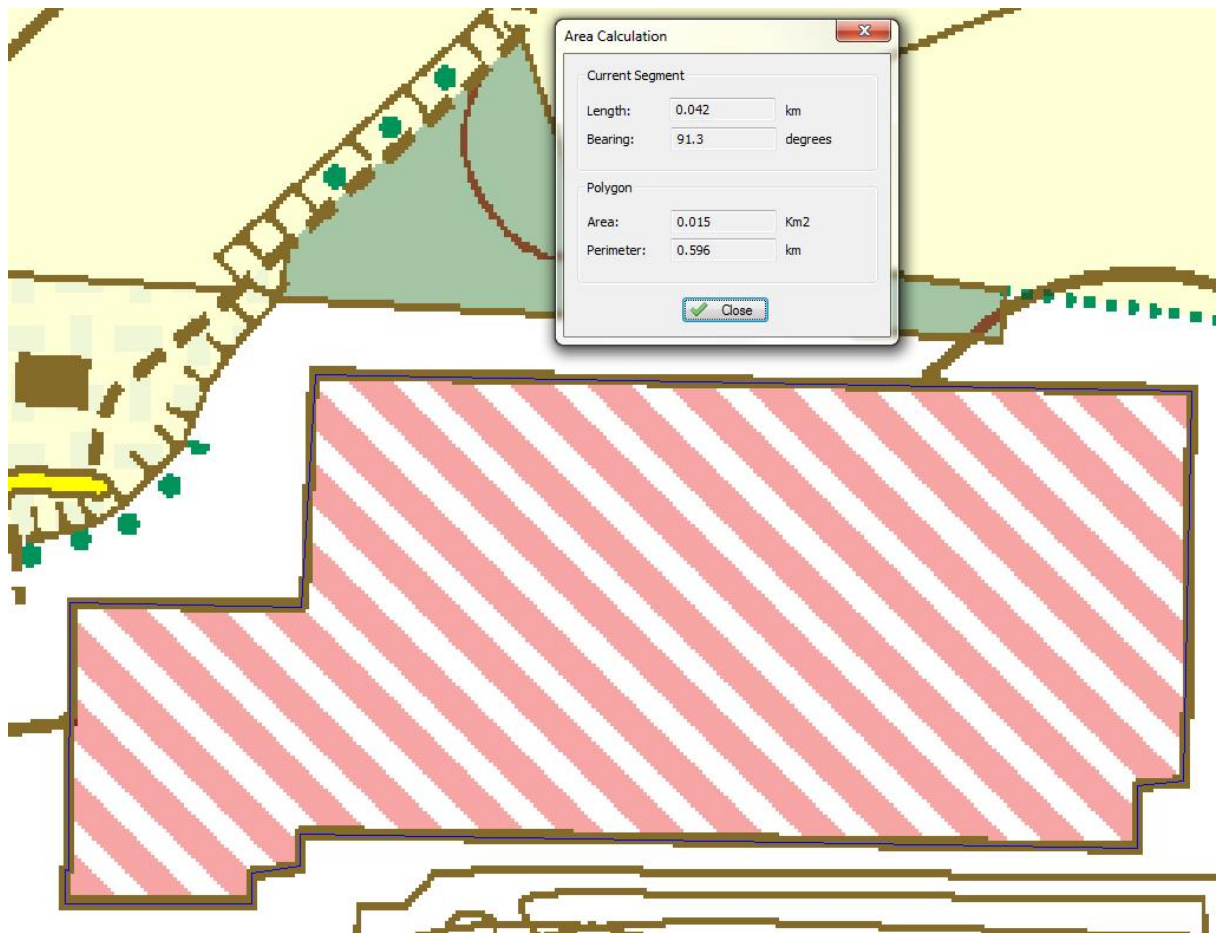 Area Calculation
Current Segment
Length: 0.042 km
Bearing: 91.3 degrees
Polygon
Area: 0.015 Km2
Perimeter: 0.596 km
Close